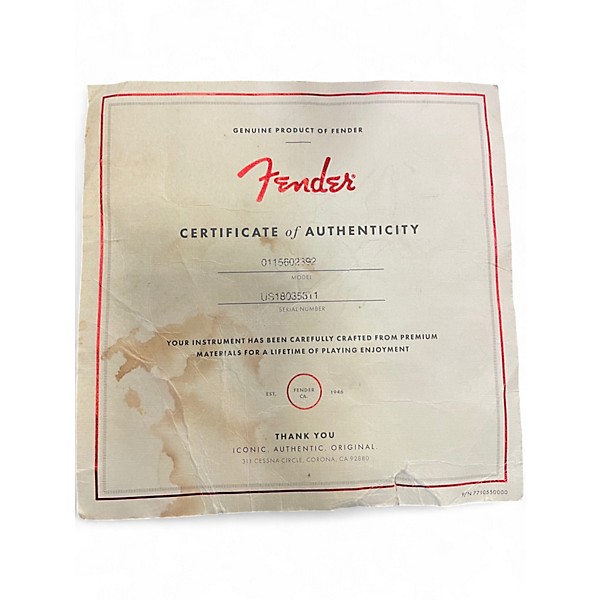 GENUINE PRODUCT OF FENDER
Fender
CERTIFICATE of AUTHENTICITY
0115602392
MODEL
US18035511
SERIAL NUMBER
YOUR INSTRUMENT HAS BEEN CAREFULLY CRAFTED FROM PREMIUM
MATERIALS FOR A LIFETIME OF PLAYING ENJOYMENT
EST. FENDER CA. 1946
THANK YOU
ICONIC. AUTHENTIC. ORIGINAL.
311 CESSNA CIRCLE, CORONA, CA 92880
P/N 7710550000